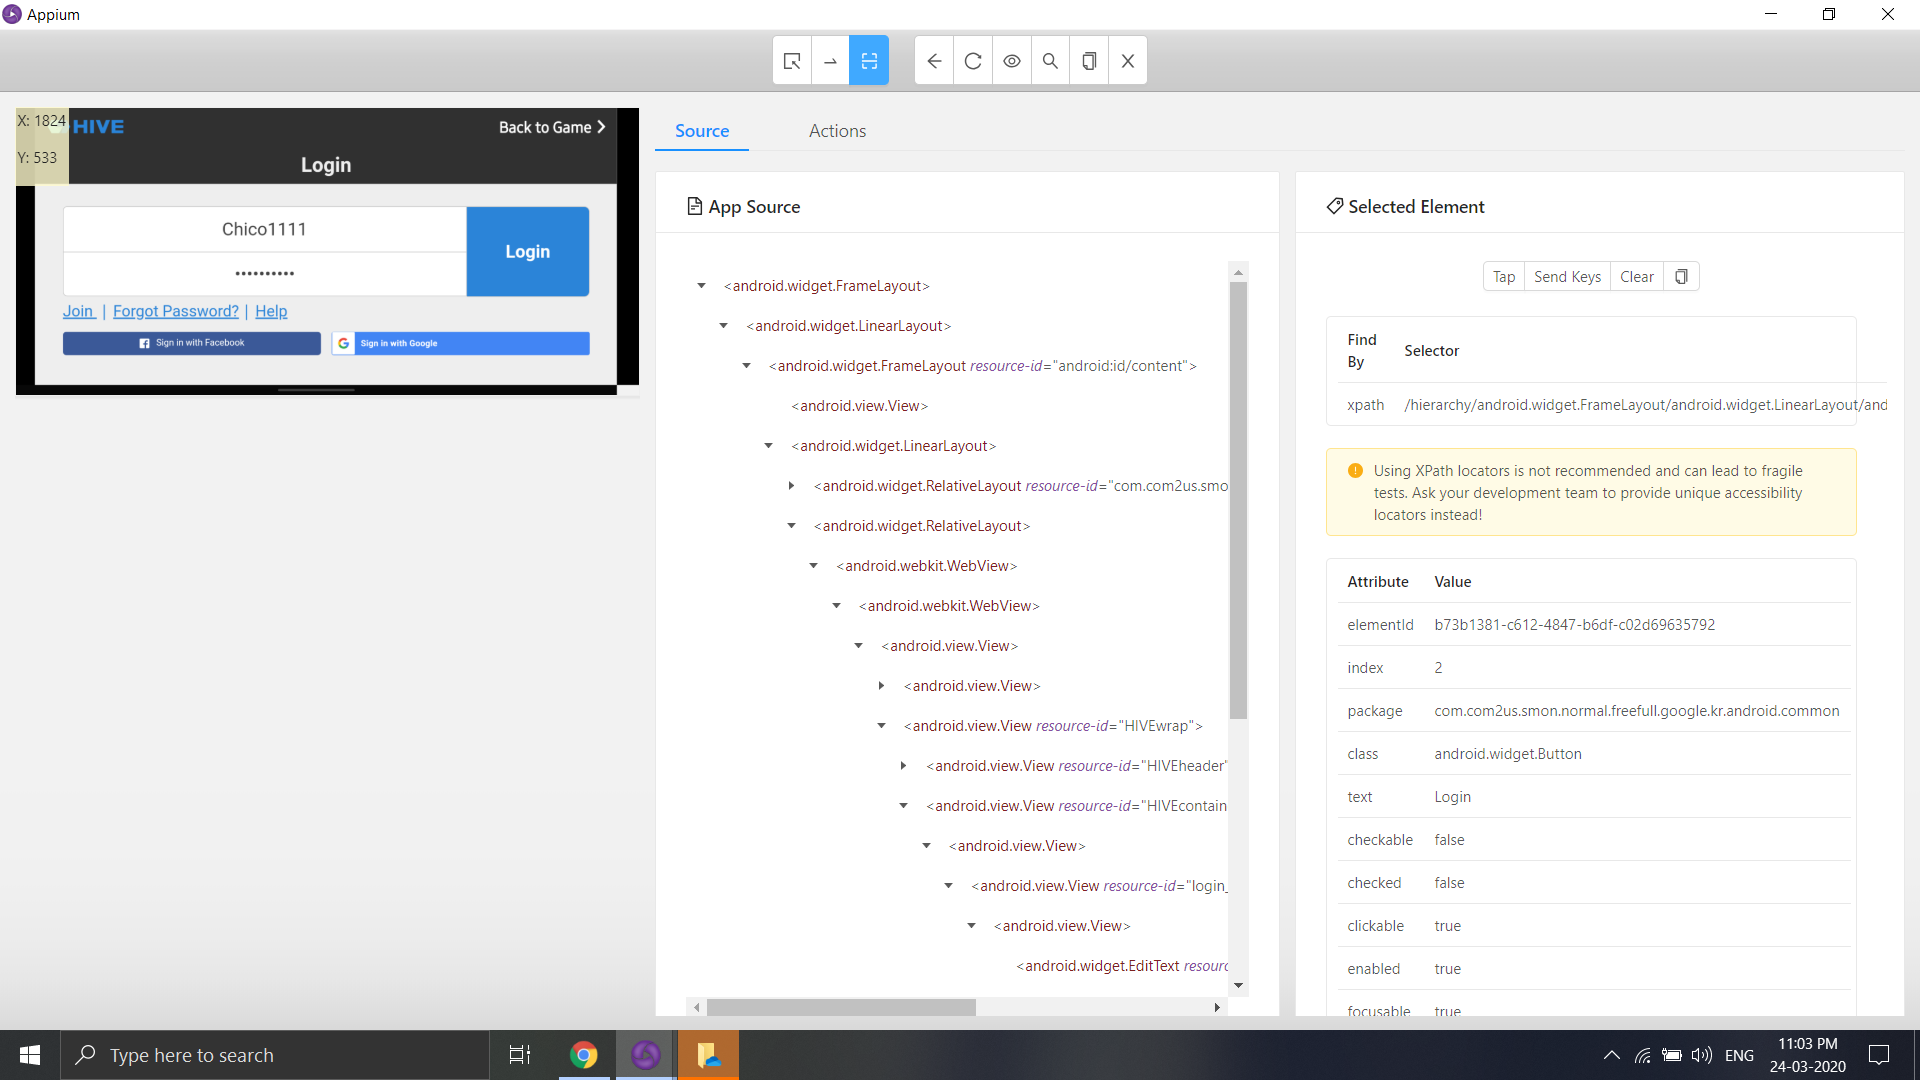 Appium
X: 1824
HIVE
Back to Game
Y: 533
Login
Chico1111
••••••••••
Login
Join | Forgot Password? | Help
Sign in with Facebook
Sign in with Google
Source
Actions
App Source
<android.widget.FrameLayout>
<android.widget.LinearLayout>
<android.widget.FrameLayout resource-id="android:id/content">
<android.view.View>
<android.widget.LinearLayout>
<android.widget.RelativeLayout resource-id="com.com2us.smo
<android.widget.RelativeLayout>
<android.webkit.WebView>
<android.webkit.WebView>
<android.view.View>
<android.view.View>
<android.view.View resource-id="HIVEwrap">
<android.view.View resource-id="HIVEheader"
<android.view.View resource-id="HIVEcontain
<android.view.View>
<android.view.View resource-id="login_
<android.view.View>
<android.widget.EditText resourc
Selected Element
Tap
Send Keys
Clear
Find By
Selector
xpath
/hierarchy/android.widget.FrameLayout/android.widget.LinearLayout/and
Using XPath locators is not recommended and can lead to fragile
tests. Ask your development team to provide unique accessibility
locators instead!
Attribute Value
elementId b73b1381-c612-4847-b6df-c02d69635792
index 2
package com.com2us.smon.normal.freefull.google.kr.android.common
class android.widget.Button
text Login
checkable false
checked false
clickable true
enabled true
focusable true
Type here to search
ENG
11:03 PM
24-03-2020